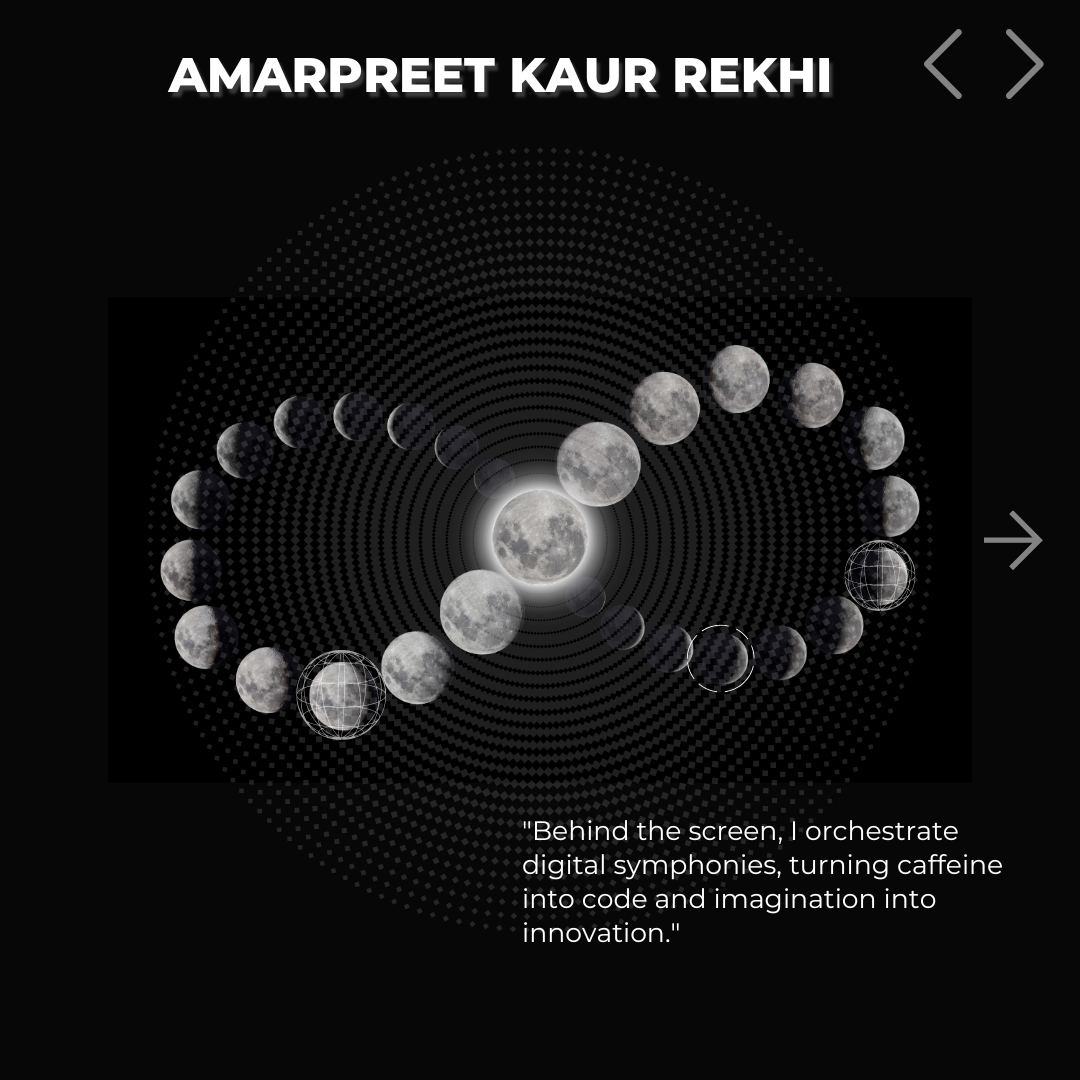 AMARPREET KAUR REKHI
"Behind the screen, I orchestrate
digital symphonies, turning caffeine
into code and imagination into
innovation."